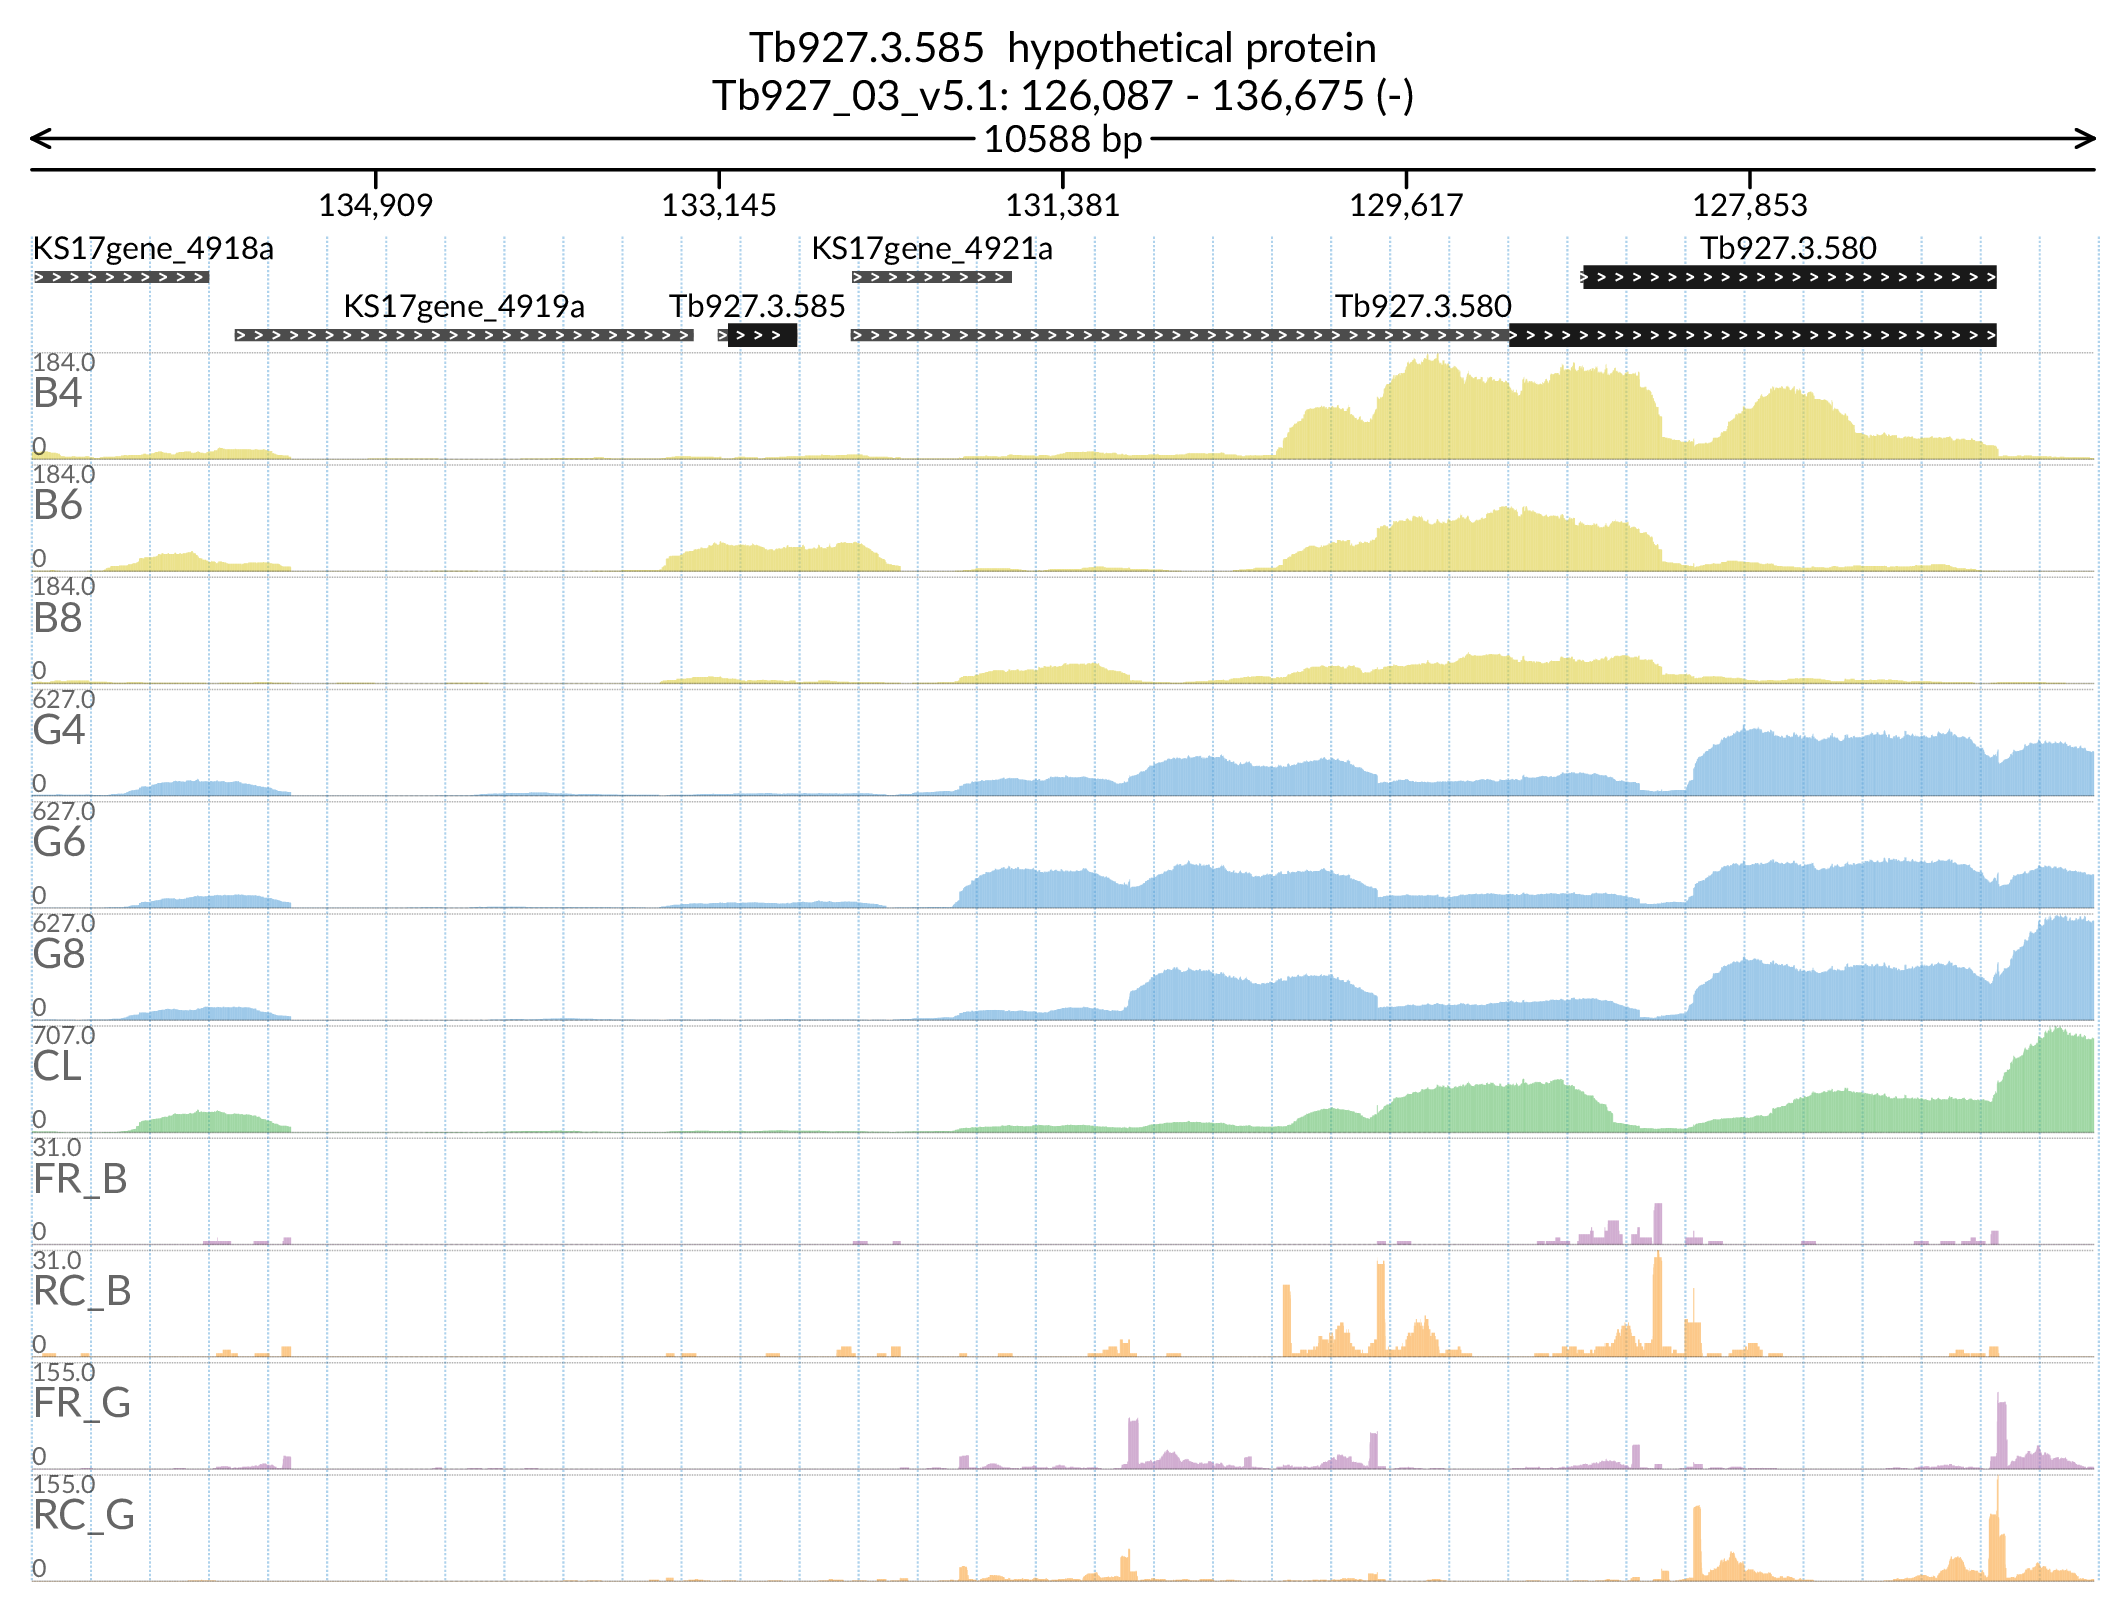 Tb927.3.585  hypothetical protein
Tb927_03_v5.1: 126,087 - 136,675 (-)
10588 bp
134,909 133,145 131,381 129,617 127,853
KS17gene_4918a KS17gene_4921a Tb927.3.580
KS17gene_4919a Tb927.3.585 Tb927.3.580
184.0
B4
0
184.0
B6
0
184.0
B8
0
627.0
G4
0
627.0
G6
0
627.0
G8
0
707.0
CL
0
31.0
FR_B
0
31.0
RC_B
0
155.0
FR_G
0
155.0
RC_G
0